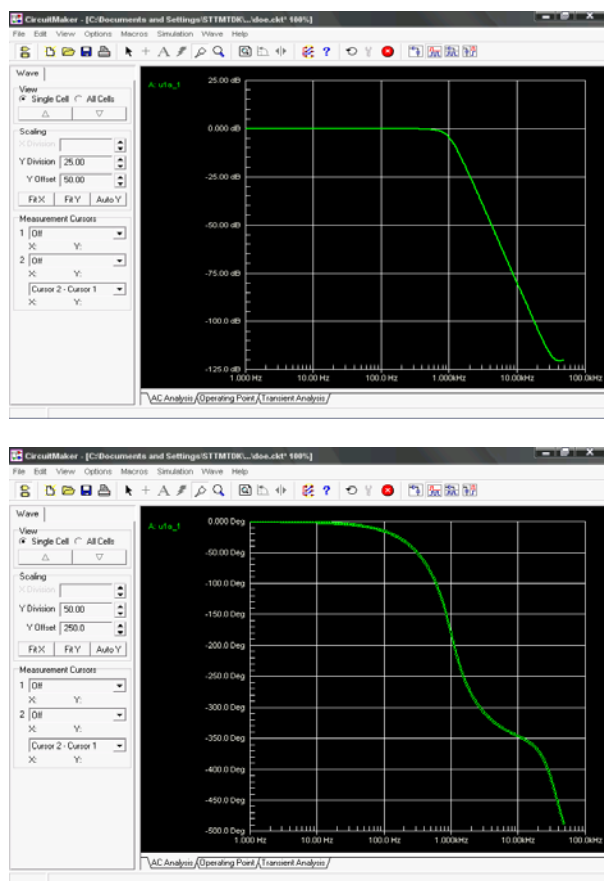 CircuitMaker - [C:\Documents and Settings\STTMTDK\...\doe.ckt* 100%]
File Edit View Options Macros Simulation Wave Help
Wave
View
Single Cell All Cells
Scaling
X Division
Y Division 25.00
Y Offset 50.00
Fit X Fit Y Auto Y
Measurement Cursors
1 Off
X: Y:
2 Off
X: Y:
Cursor 2 - Cursor 1
X: Y:
A: u1a_1
25.00 dB
0.000 dB
-25.00 dB
-50.00 dB
-75.00 dB
-100.0 dB
-125.0 dB
1.000 Hz 10.00 Hz 100.0 Hz 1.000kHz 10.00kHz 100.0kHz
AC Analysis Operating Point Transient Analysis
CircuitMaker - [C:\Documents and Settings\STTMTDK\...\doe.ckt* 100%]
File Edit View Options Macros Simulation Wave Help
Wave
View
Single Cell All Cells
Scaling
X Division
Y Division 50.00
Y Offset 250.0
Fit X Fit Y Auto Y
Measurement Cursors
1 Off
X: Y:
2 Off
X: Y:
Cursor 2 - Cursor 1
X: Y:
A: u1a_1
0.000 Deg
-50.00 Deg
-100.0 Deg
-150.0 Deg
-200.0 Deg
-250.0 Deg
-300.0 Deg
-350.0 Deg
-400.0 Deg
-450.0 Deg
-500.0 Deg
1.000 Hz 10.00 Hz 100.0 Hz 1.000kHz 10.00kHz 100.0kHz
AC Analysis Operating Point Transient Analysis